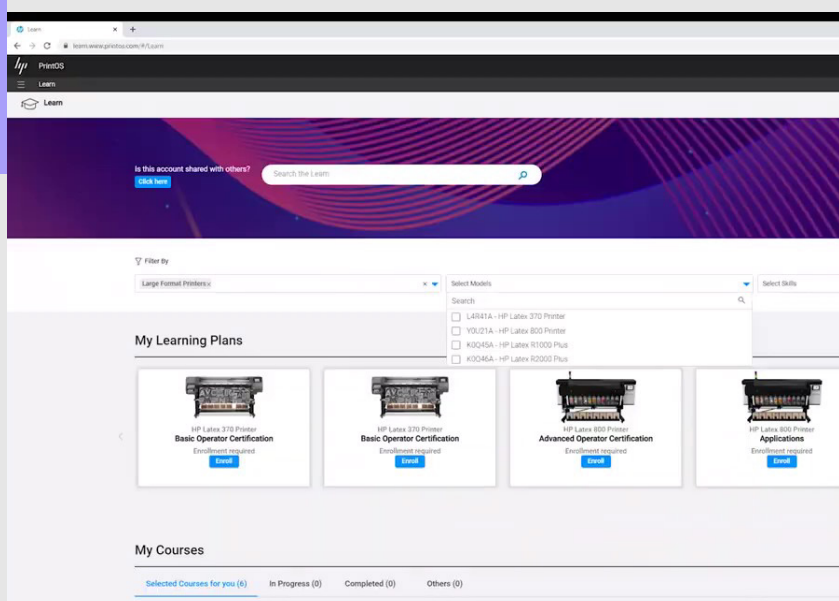 Learn
learn.www.printos.com/#/Learn
hp PrintOS
Learn
Learn
Is this account shared with others?
Click here
Search the Learn
Filter By
Large Format Printers
Select Models
Select Skills
Search
L4R41A - HP Latex 370 Printer
Y0U21A - HP Latex 800 Printer
K0Q45A - HP Latex R1000 Plus
K0Q46A - HP Latex R2000 Plus
My Learning Plans
HP Latex 370 Printer
Basic Operator Certification
Enrollment required
Enroll
HP Latex 370 Printer
Basic Operator Certification
Enrollment required
Enroll
HP Latex 800 Printer
Advanced Operator Certification
Enrollment required
Enroll
HP Latex 800 Printer
Applications
Enrollment required
Enroll
My Courses
Selected Courses for you (6) In Progress (0) Completed (0) Others (0)